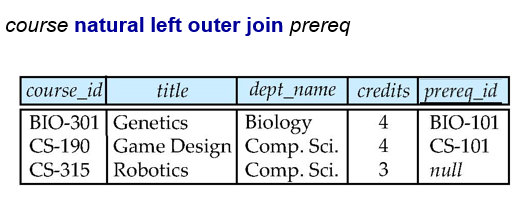 course natural left outer join prereq
course_id title dept_name credits prereq_id
BIO-301 Genetics Biology 4 BIO-101
CS-190 Game Design Comp. Sci. 4 CS-101
CS-315 Robotics Comp. Sci. 3 null